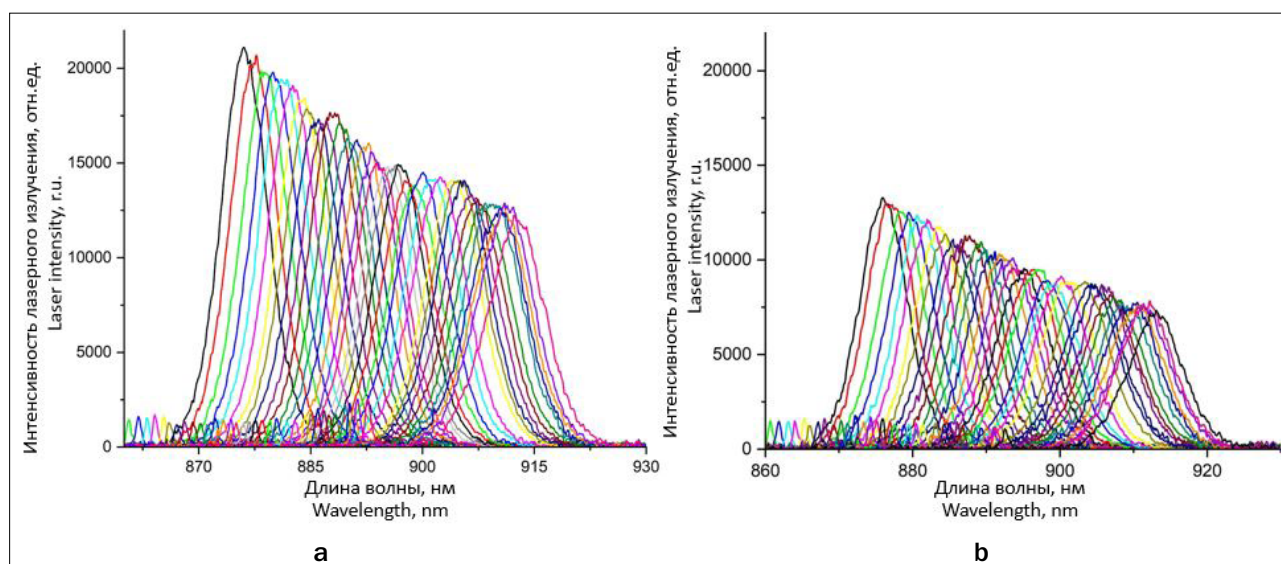 Интенсивность лазерного излучения, отн.ед.
Laser intensity, r.u.
20000
15000
10000
5000
0
870
885
900
915
930
Длина волны, нм
Wavelength, nm
a
Интенсивность лазерного излучения, отн.ед.
Laser intensity, r.u.
20000
15000
10000
5000
0
860
880
900
920
Длина волны, нм
Wavelength, nm
b